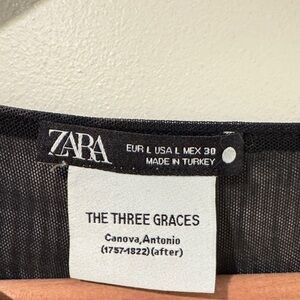 ZARA
EUR L USA L MEX 30
MADE IN TURKEY
THE THREE GRACES
Canova,Antonio
(1757-1822)(after)